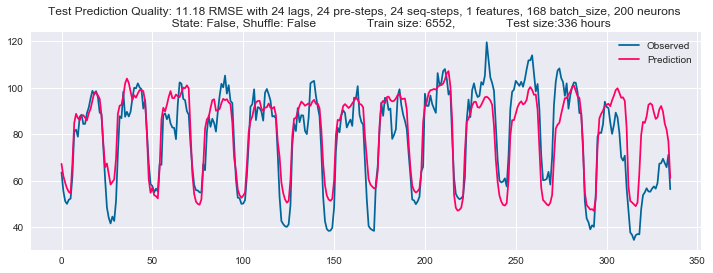 Test Prediction Quality: 11.18 RMSE with 24 lags, 24 pre-steps, 24 seq-steps, 1 features, 168 batch_size, 200 neurons
State: False, Shuffle: False Train size: 6552, Test size:336 hours
Observed
Prediction
120
100
80
60
40
0 50 100 150 200 250 300 350